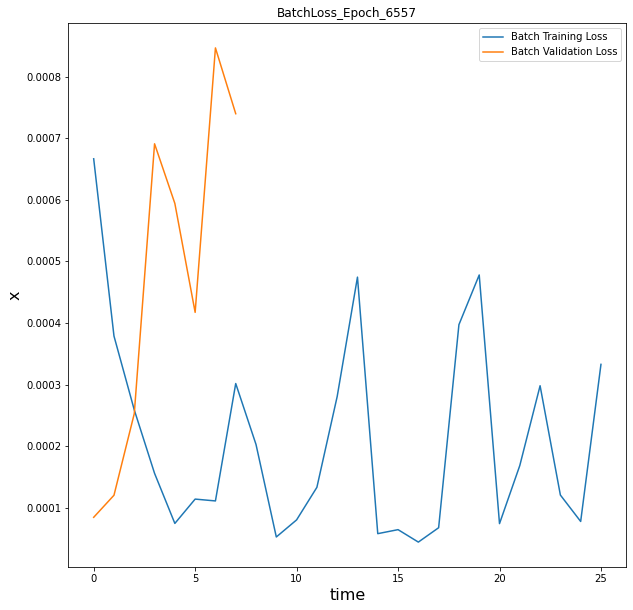 BatchLoss_Epoch_6557
Batch Training Loss
Batch Validation Loss
0.0008
0.0007
0.0006
0.0005
0.0004
0.0003
0.0002
0.0001
x
0 5 10 15 20 25
time